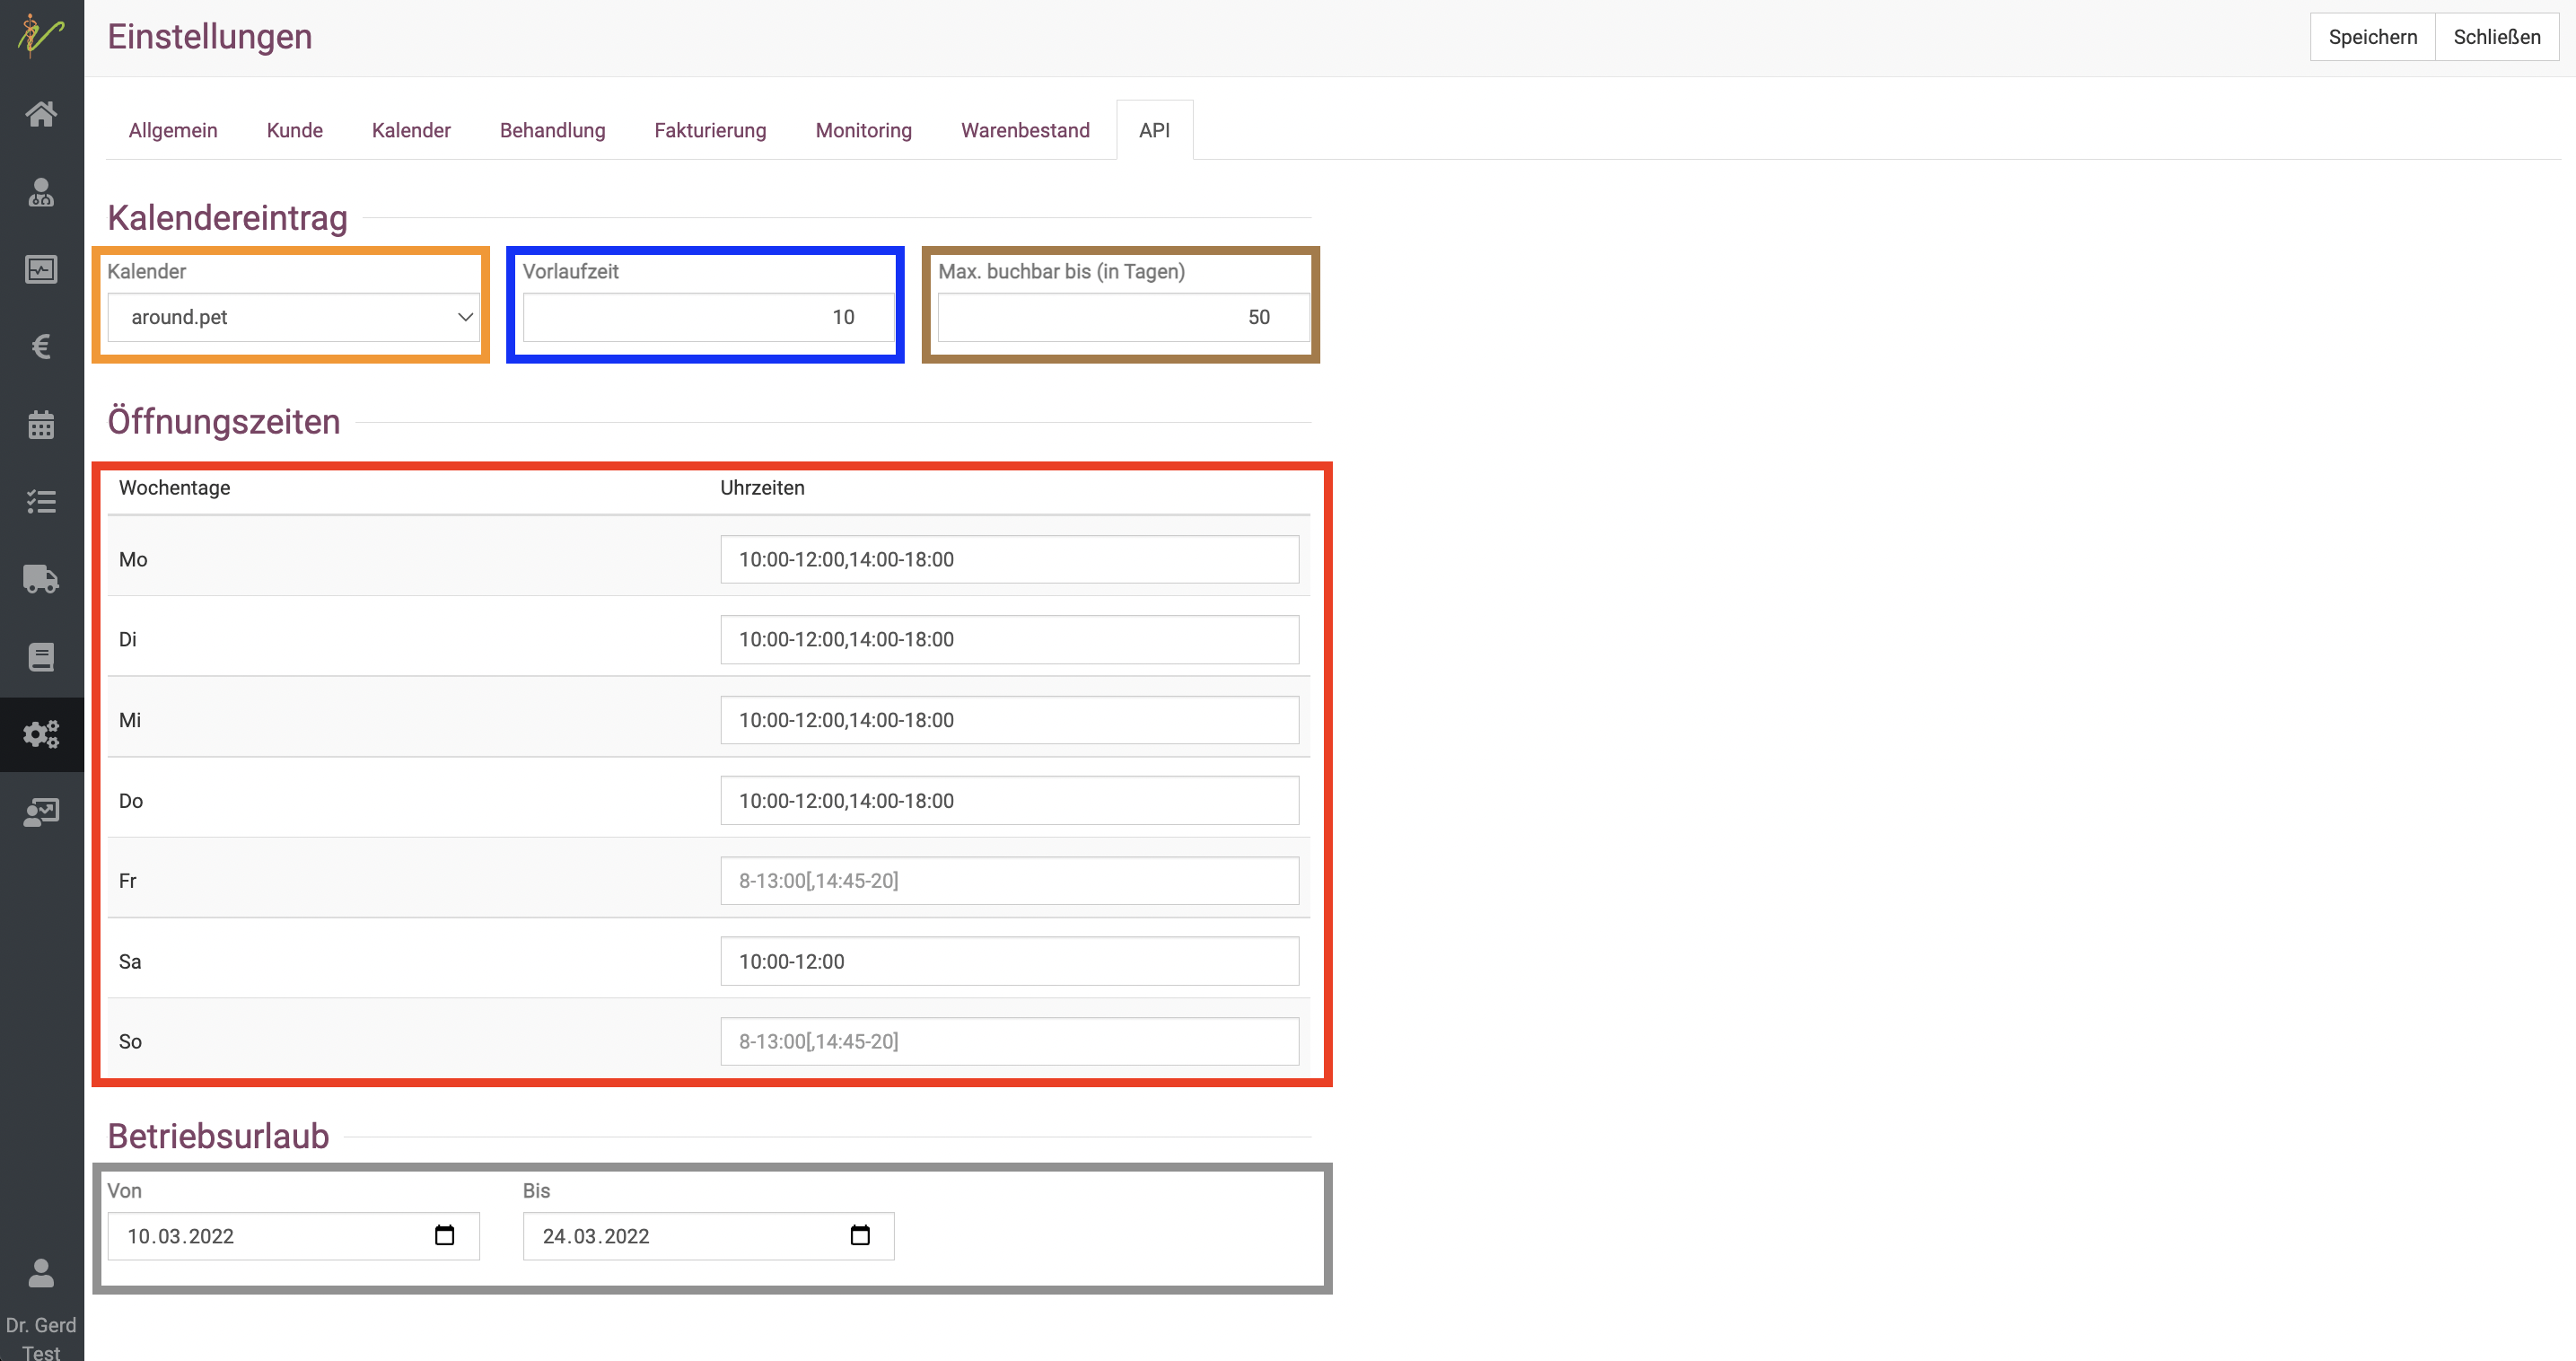 Einstellungen
Speichern
Schließen
Allgemein
Kunde
Kalender
Behandlung
Fakturierung
Monitoring
Warenbestand
API
Kalendereintrag
Kalender
Vorlaufzeit
Max. buchbar bis (in Tagen)
around.pet
10
50
Öffnungszeiten
Wochentage
Uhrzeiten
Mo
10:00-12:00,14:00-18:00
Di
10:00-12:00,14:00-18:00
Mi
10:00-12:00,14:00-18:00
Do
10:00-12:00,14:00-18:00
Fr
8-13:00[,14:45-20]
Sa
10:00-12:00
So
8-13:00[,14:45-20]
Betriebsurlaub
Von
Bis
10.03.2022
24.03.2022
Dr. Gerd
Test